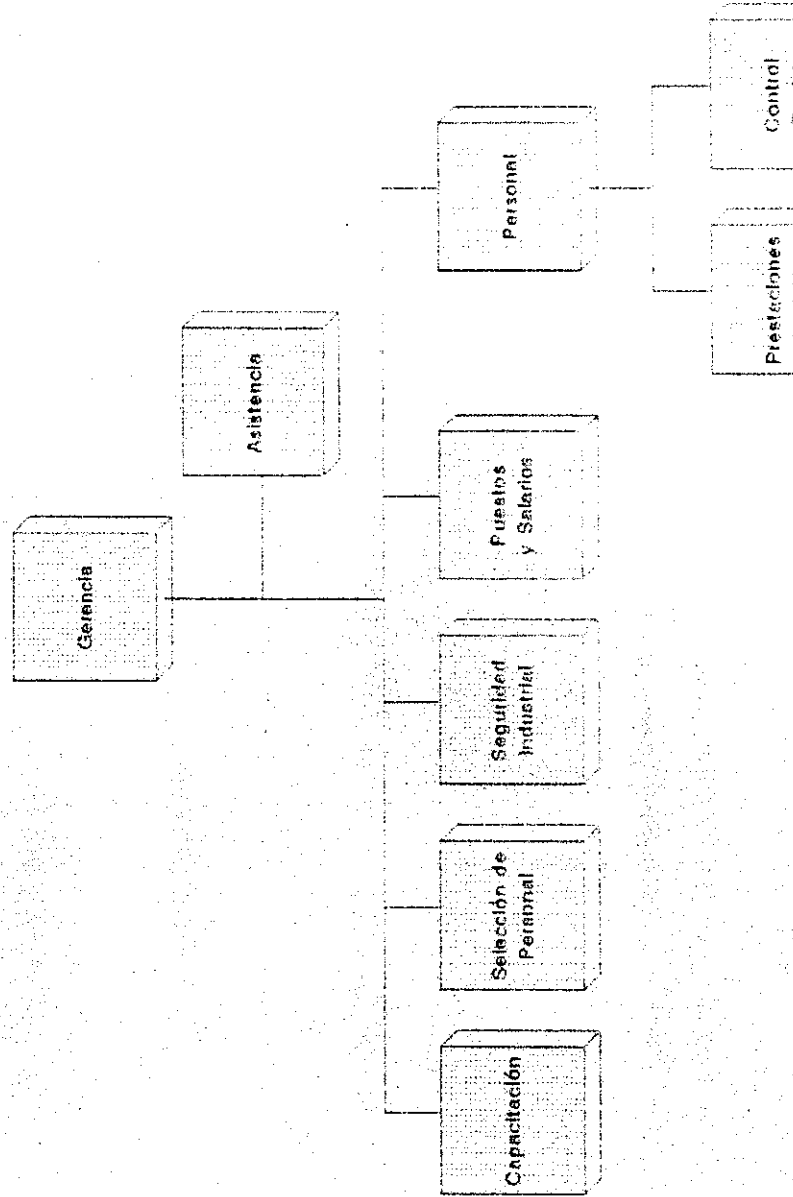 Gerencia
Asistencia
Capacitación
Selección de
Personal
Seguridad
Industrial
Puestos
y Salarios
Personal
Prestaciones
Control